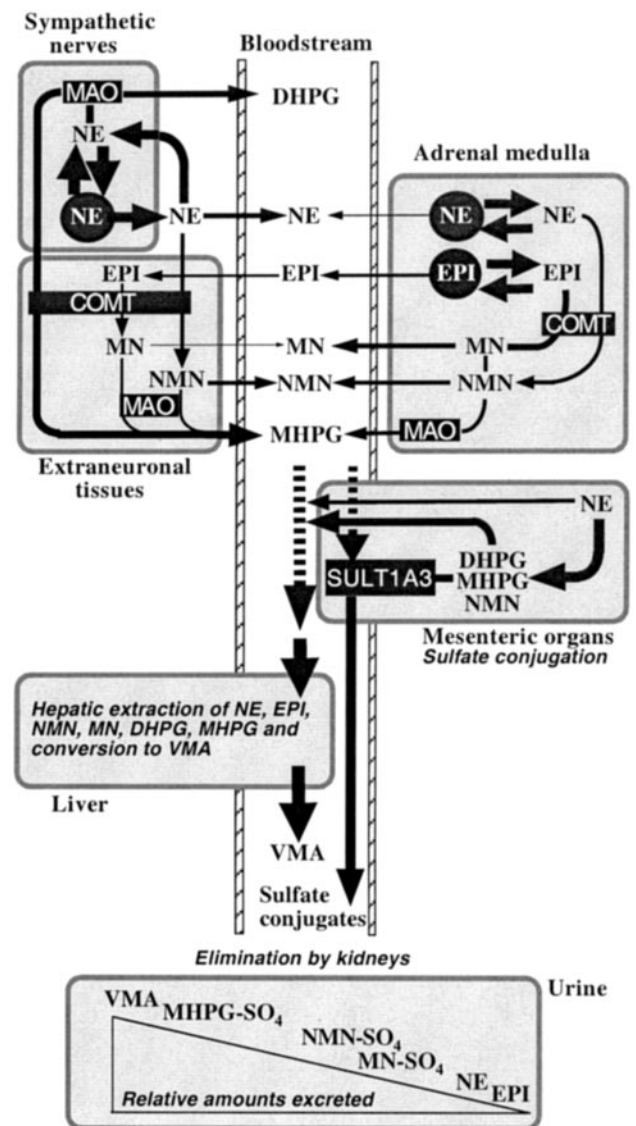 Sympathetic
nerves
Bloodstream
MAO
DHPG
NE
NE
NE
NE
Adrenal medulla
NE
NE
EPI
EPI
EPI
EPI
COMT
COMT
MN
MN
MN
NMN
NMN
NMN
MAO
MHPG
MAO
Extraneuronal
tissues
NE
DHPG
MHPG
NMN
SULT1A3
Mesenteric organs
Sulfate conjugation
Hepatic extraction of NE, EPI,
NMN, MN, DHPG, MHPG and
conversion to VMA
Liver
VMA
Sulfate
conjugates
Elimination by kidneys
Urine
VMA
MHPG-SO₄
NMN-SO₄
MN-SO₄
NE
EPI
Relative amounts excreted